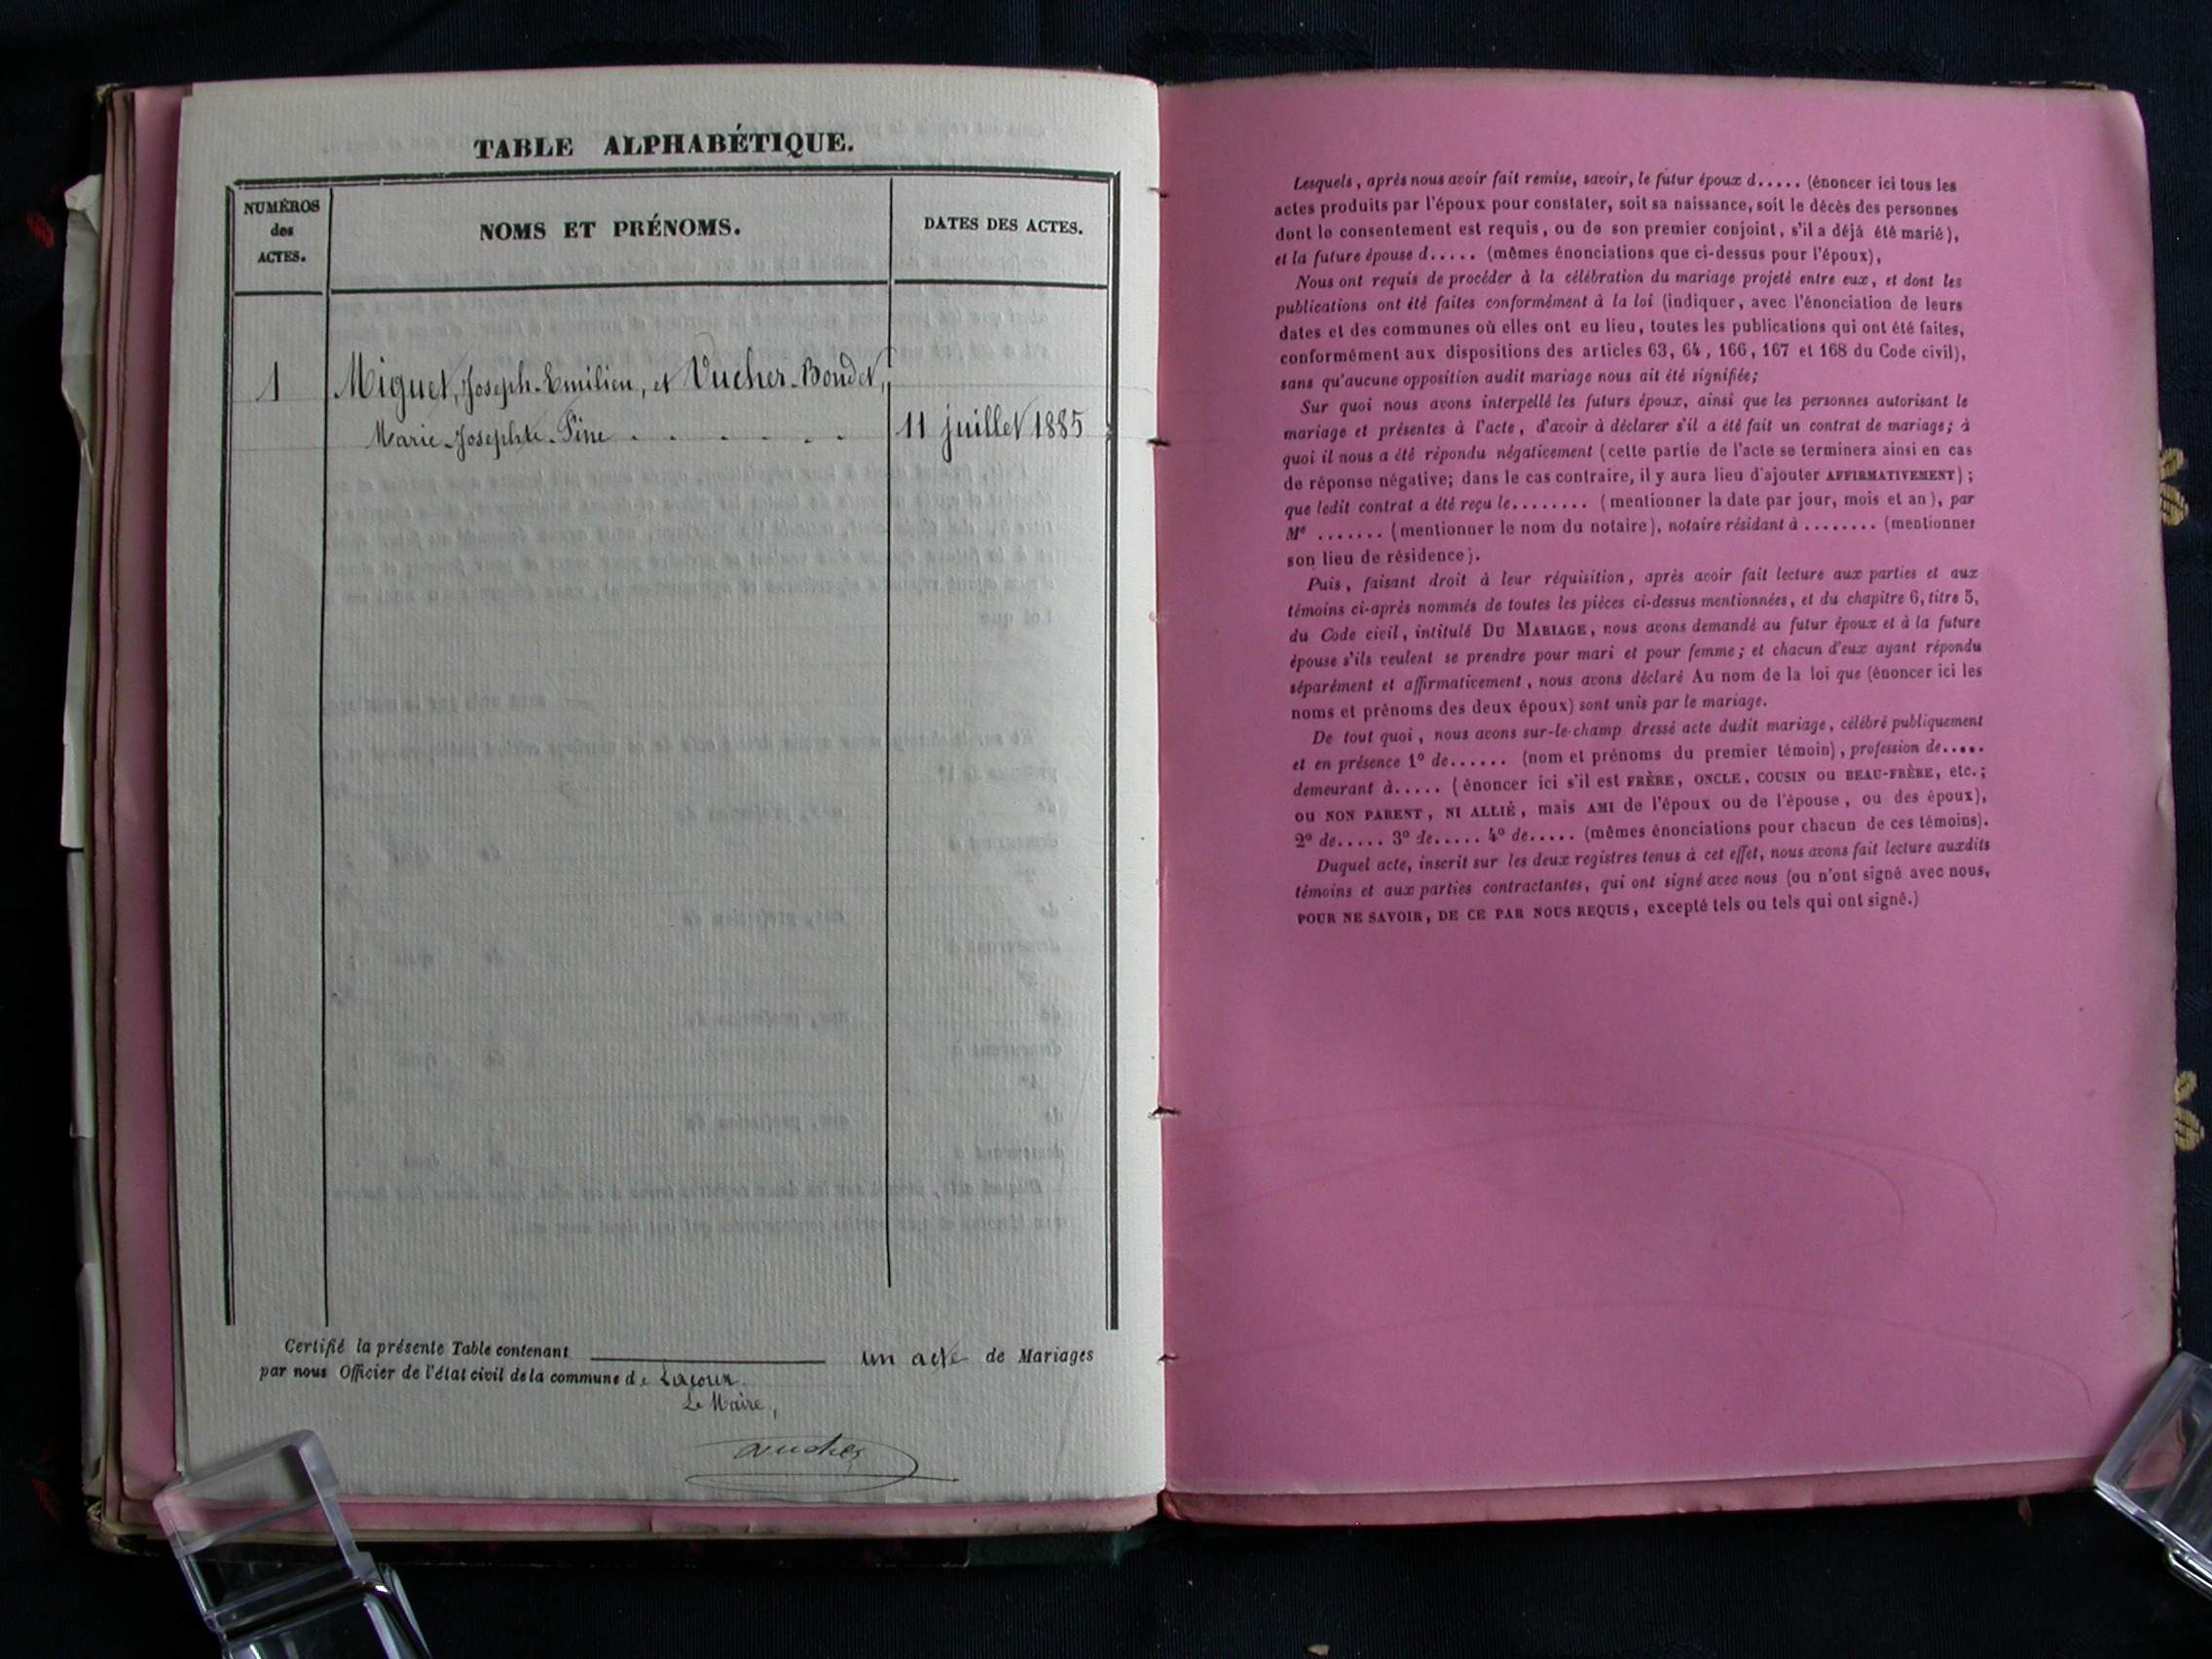 TABLE ALPHABÉTIQUE.
NUMÉROS
des
ACTES.
NOMS ET PRÉNOMS.
DATES DES ACTES.
1
Miguet, Joseph-Emilien, et Vucher-Bondet,
Marie-Josephte-Pine . . . . . .
11 juillet 1885
Certifié la présente Table contenant un acte de Mariages
par nous Officier de l'état civil de la commune de
Le Maire,
Lesquels, après nous avoir fait remise, savoir, le futur époux d..... (énoncer ici tous les
actes produits par l'époux pour constater, soit sa naissance, soit le décès des personnes
dont le consentement est requis, ou de son premier conjoint, s'il a déjà été marié),
et la future épouse d..... (mêmes énonciations que ci-dessus pour l'époux),
Nous ont requis de procéder à la célébration du mariage projeté entre eux, et dont les
publications ont été faites conformément à la loi (indiquer, avec l'énonciation de leurs
dates et des communes où elles ont eu lieu, toutes les publications qui ont été faites,
conformément aux dispositions des articles 63, 64, 166, 167 et 168 du Code civil),
sans qu'aucune opposition audit mariage nous ait été signifiée;
Sur quoi nous avons interpellé les futurs époux, ainsi que les personnes autorisant le
mariage et présentes à l'acte, d'avoir à déclarer s'il a été fait un contrat de mariage; à
quoi il nous a été répondu négativement (cette partie de l'acte se terminera ainsi en cas
de réponse négative; dans le cas contraire, il y aura lieu d'ajouter AFFIRMATIVEMENT);
que ledit contrat a été reçu le........ (mentionner la date par jour, mois et an), par
Me ....... (mentionner le nom du notaire), notaire résidant à ........ (mentionner
son lieu de résidence).
Puis, faisant droit à leur réquisition, après avoir fait lecture aux parties et aux
témoins ci-après nommés de toutes les pièces ci-dessus mentionnées, et du chapitre 6, titre 5,
du Code civil, intitulé DU MARIAGE, nous avons demandé au futur époux et à la future
épouse s'ils veulent se prendre pour mari et pour femme; et chacun d'eux ayant répondu
séparément et affirmativement, nous avons déclaré Au nom de la loi que (énoncer ici les
noms et prénoms des deux époux) sont unis par le mariage.
De tout quoi, nous avons sur-le-champ dressé acte dudit mariage, célébré publiquement
et en présence 1° de...... (nom et prénoms du premier témoin), profession de.....
demeurant à..... (énoncer ici s'il est FRÈRE, ONCLE, COUSIN OU BEAU-FRÈRE, etc.;
OU NON PARENT, NI ALLIÉ, mais AMI de l'époux ou de l'épouse, ou des époux),
2° de..... 3° de..... 4° de..... (mêmes énonciations pour chacun de ces témoins).
Duquel acte, inscrit sur les deux registres tenus à cet effet, nous avons fait lecture auxdits
témoins et aux parties contractantes, qui ont signé avec nous (ou n'ont signé avec nous,
POUR NE SAVOIR, DE CE PAR NOUS REQUIS, excepté tels ou tels qui ont signé.)